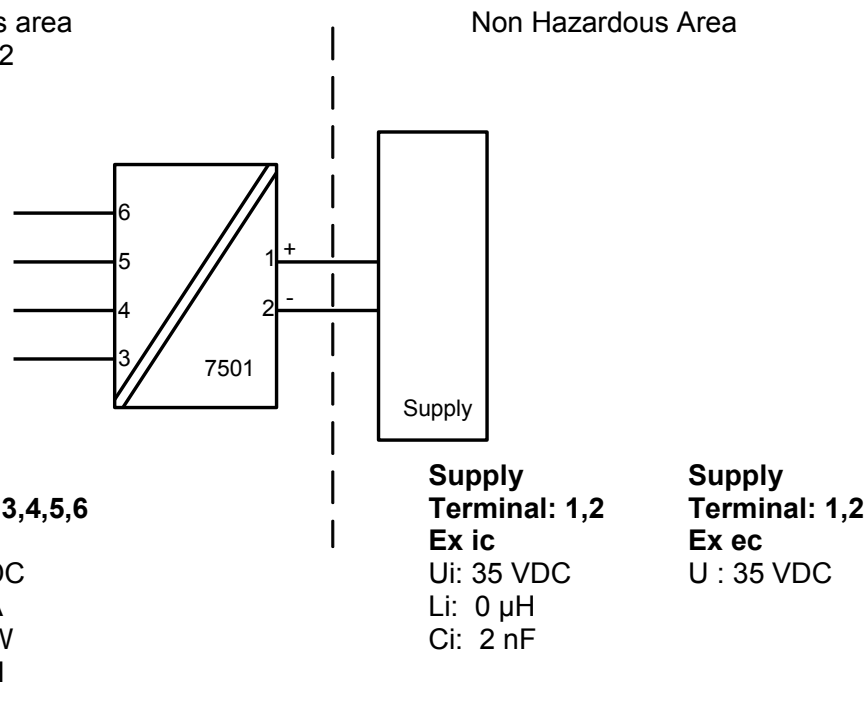 s area
2
Non Hazardous Area
6
5
4
3
1 +
2 -
7501
Supply
3,4,5,6
DC
A
W
Supply
Terminal: 1,2
Ex ic
Ui: 35 VDC
Li: 0 µH
Ci: 2 nF
Supply
Terminal: 1,2
Ex ec
U : 35 VDC